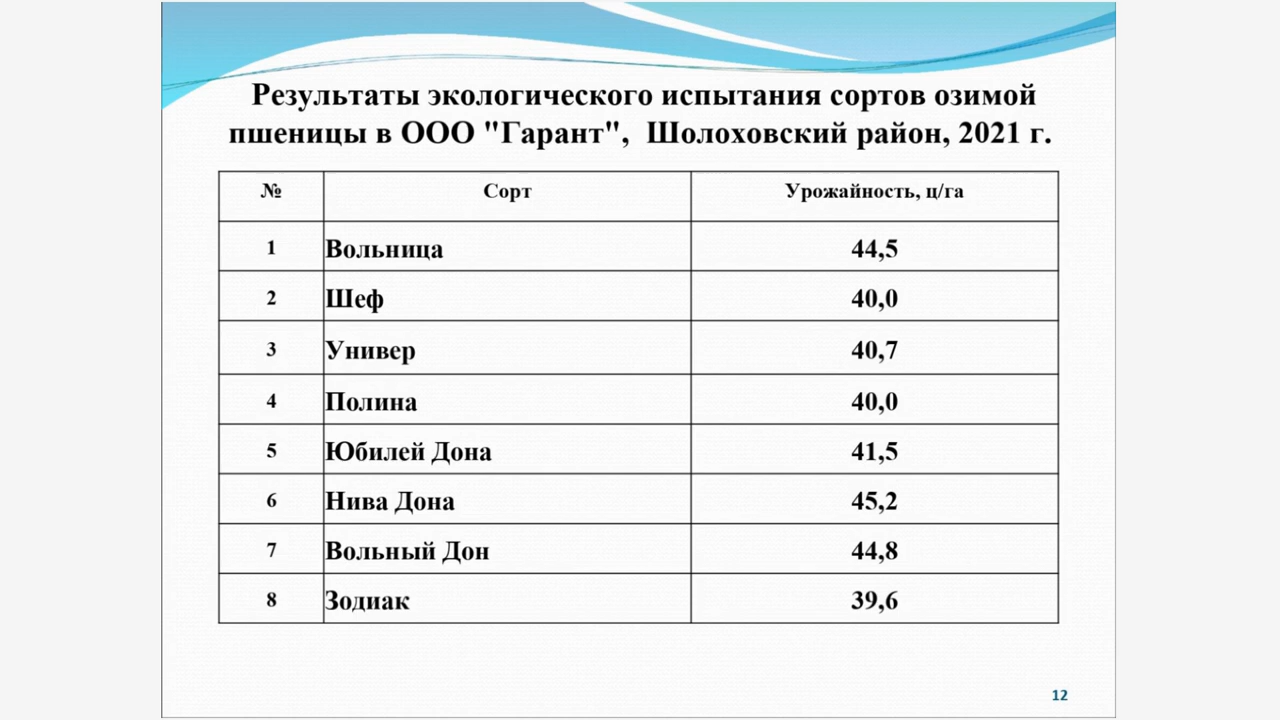 Результаты экологического испытания сортов озимой
пшеницы в ООО "Гарант", Шолоховский район, 2021 г.
№ Сорт Урожайность, ц/га
1 Вольница 44,5
2 Шеф 40,0
3 Универ 40,7
4 Полина 40,0
5 Юбилей Дона 41,5
6 Нива Дона 45,2
7 Вольный Дон 44,8
8 Зодиак 39,6
12